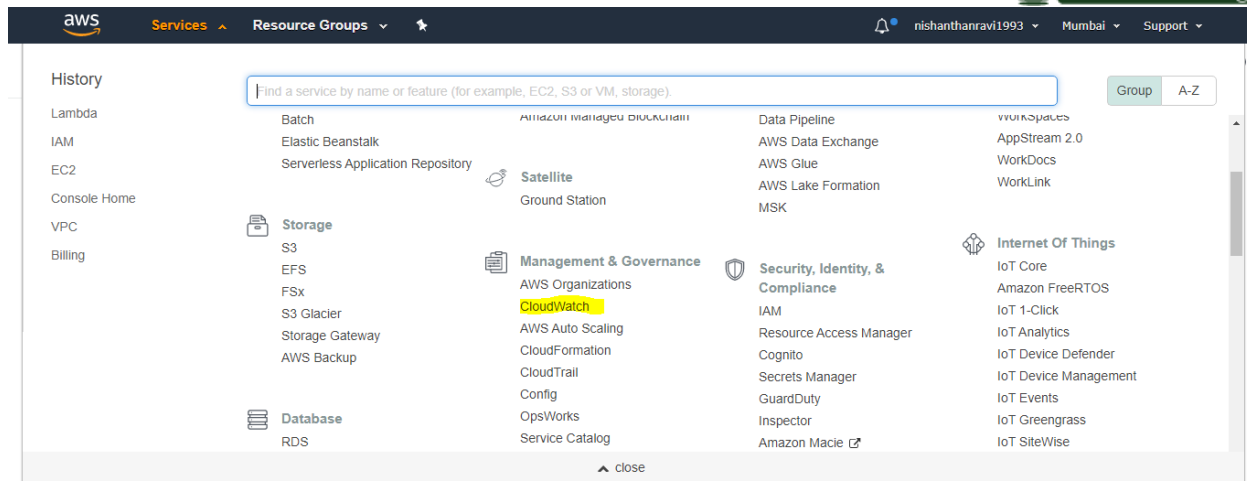 aws
Services
Resource Groups
nishanthanravi1993
Mumbai
Support
History
Lambda
IAM
EC2
Console Home
VPC
Billing
Find a service by name or feature (for example, EC2, S3 or VM, storage).
Group
A-Z
Batch
Elastic Beanstalk
Serverless Application Repository
Storage
S3
EFS
FSx
S3 Glacier
Storage Gateway
AWS Backup
Database
RDS
Amazon Managed Blockchain
Satellite
Ground Station
Management & Governance
AWS Organizations
CloudWatch
AWS Auto Scaling
CloudFormation
CloudTrail
Config
OpsWorks
Service Catalog
Data Pipeline
AWS Data Exchange
AWS Glue
AWS Lake Formation
MSK
Security, Identity, &
Compliance
IAM
Resource Access Manager
Cognito
Secrets Manager
GuardDuty
Inspector
Amazon Macie
WorkSpaces
AppStream 2.0
WorkDocs
WorkLink
Internet Of Things
IoT Core
Amazon FreeRTOS
IoT 1-Click
IoT Analytics
IoT Device Defender
IoT Device Management
IoT Events
IoT Greengrass
IoT SiteWise
close